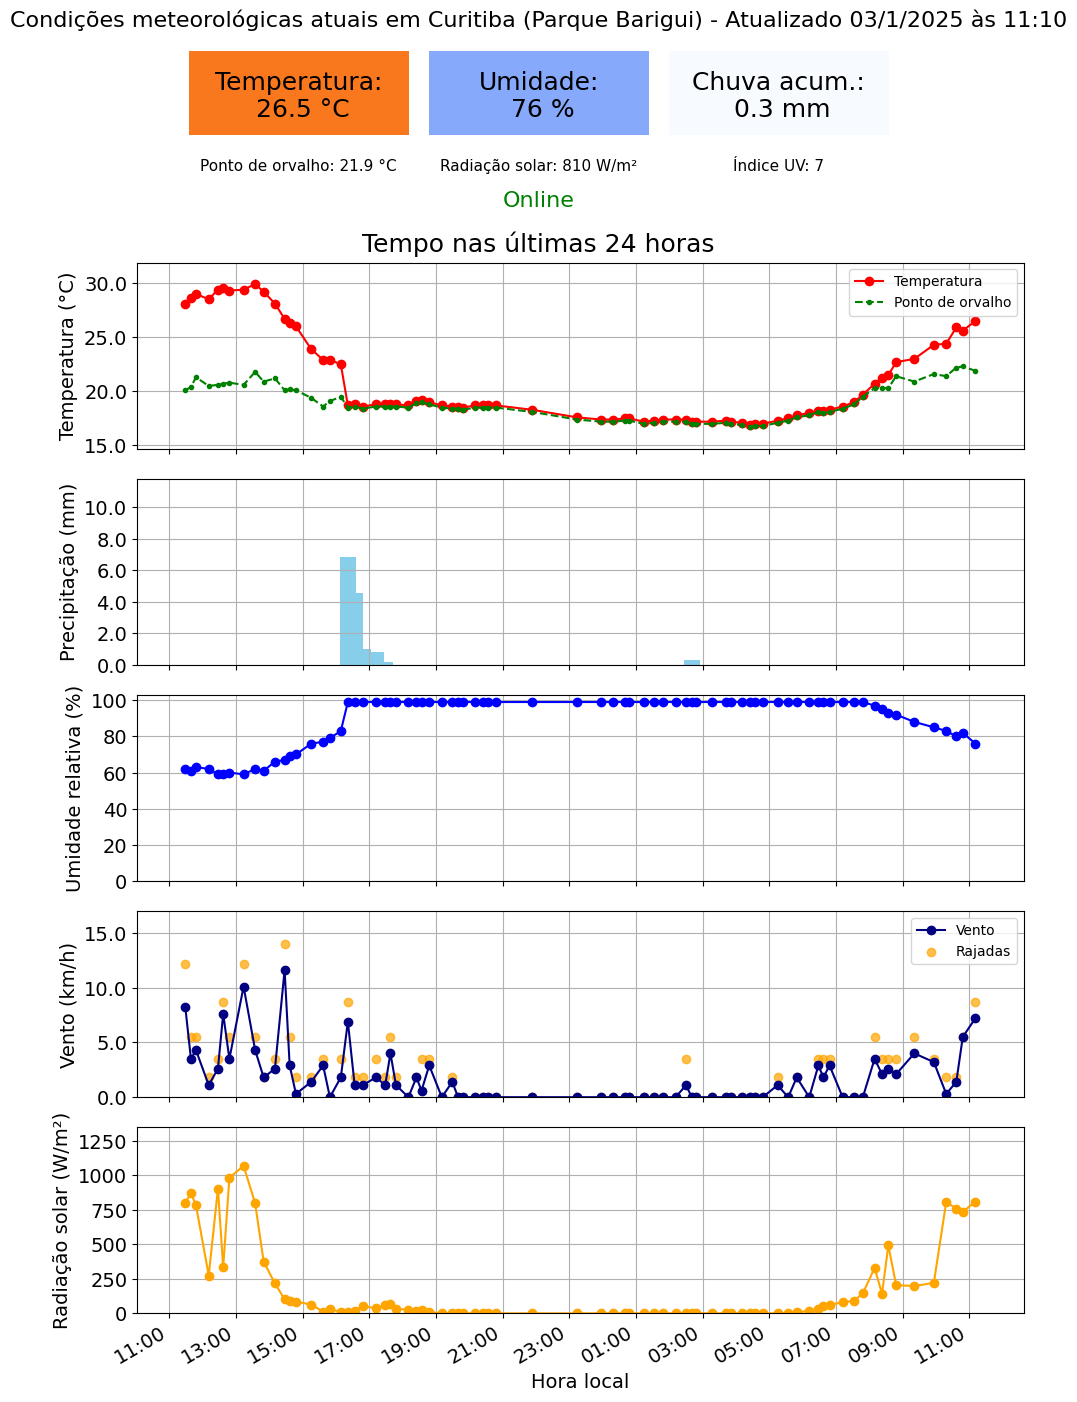 Condições meteorológicas atuais em Curitiba (Parque Barigui) - Atualizado 03/1/2025 às 11:10
Temperatura:
26.5 °C
Umidade:
76 %
Chuva acum.:
0.3 mm
Ponto de orvalho: 21.9 °C
Radiação solar: 810 W/m²
Índice UV: 7
Online
Tempo nas últimas 24 horas
Temperatura (°C)
30.0
25.0
20.0
15.0
Temperatura
Ponto de orvalho
Precipitação (mm)
10.0
8.0
6.0
4.0
2.0
0.0
Umidade relativa (%)
100
80
60
40
20
0
Vento (km/h)
15.0
10.0
5.0
0.0
Vento
Rajadas
Radiação solar (W/m²)
1250
1000
750
500
250
0
11:00
13:00
15:00
17:00
19:00
21:00
23:00
01:00
03:00
05:00
07:00
09:00
11:00
Hora local